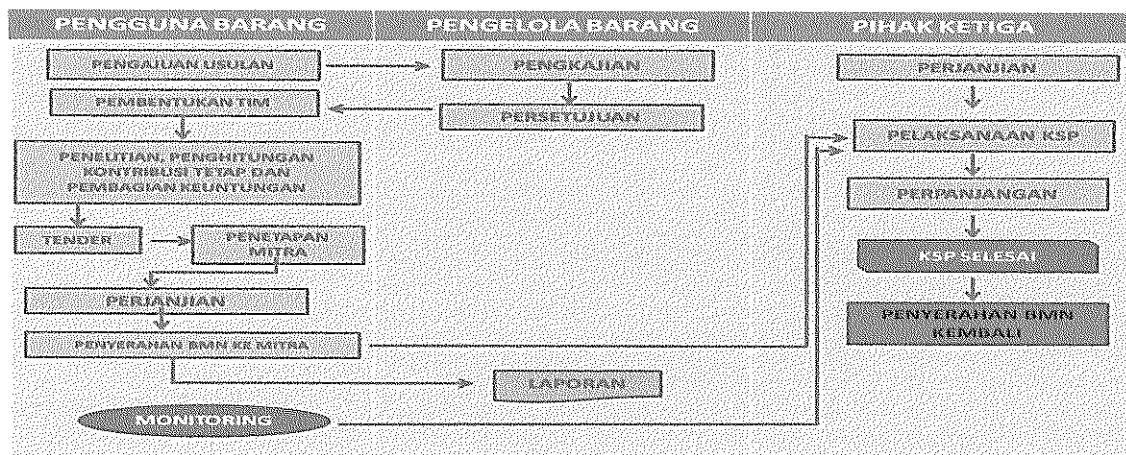 PENGGUNA BARANG
PENGELOLA BARANG
PIHAK KETIGA
PENGAJUAN USULAN
PENGKAJIAN
PERJANJIAN
PEMBENTUKAN TIM
PERSETUJUAN
PELAKSANAAN KSP
PENELITIAN, PENGHITUNGAN
KONTRIBUSI TETAP DAN
PEMBAGIAN KEUNTUNGAN
PERPANJANGAN
TENDER
PENETAPAN
MITRA
KSP SELESAI
PERJANJIAN
PENYERAHAN BMN
KEMBALI
PENYERAHAN BMN KE MITRA
LAPORAN
MONITORING